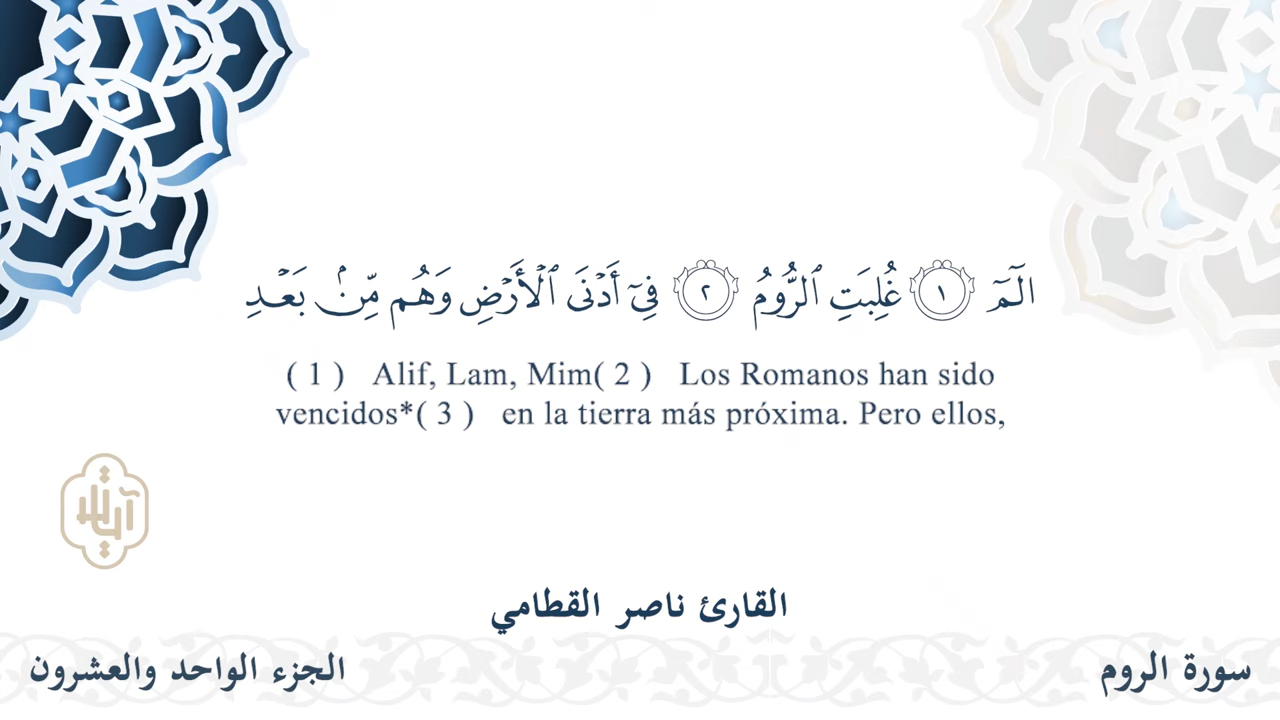 الٓمٓ ١ غُلِبَتِ ٱلرُّومُ ٢ فِىٓ أَدْنَى ٱلْأَرْضِ وَهُم مِّنۢ بَعْدِ
( 1 ) Alif, Lam, Mim( 2 ) Los Romanos han sido
vencidos*( 3 ) en la tierra más próxima. Pero ellos,
القارئ ناصر القطامي
سورة الروم
الجزء الواحد والعشرون